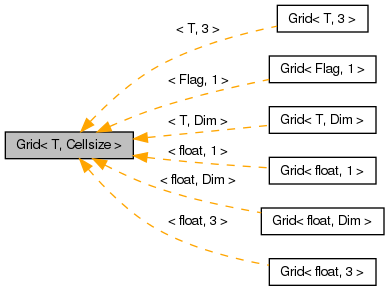 < T, 3 >
Grid< T, 3 >
< Flag, 1 >
Grid< Flag, 1 >
< T, Dim >
Grid< T, Dim >
Grid< T, Cellsize >
< float, 1 >
Grid< float, 1 >
< float, Dim >
Grid< float, Dim >
< float, 3 >
Grid< float, 3 >